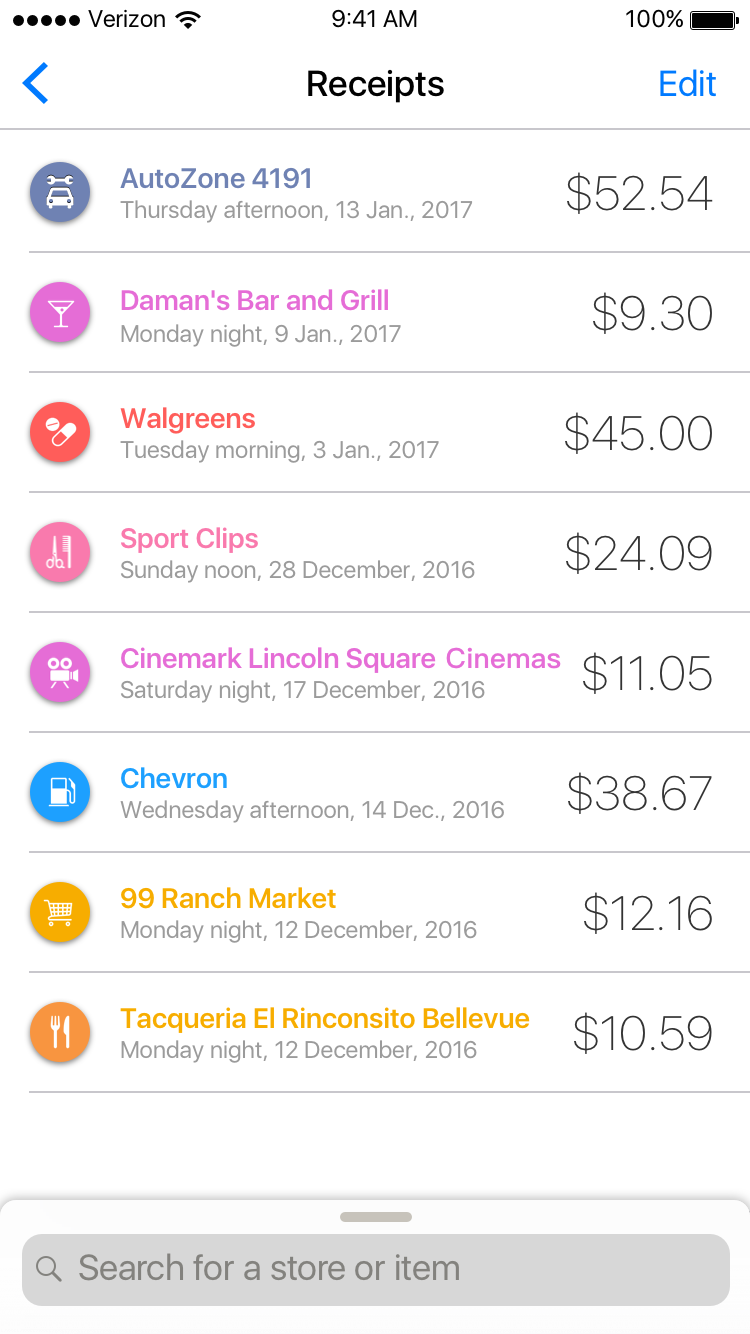 Verizon 9:41 AM 100%
Receipts Edit
AutoZone 4191
Thursday afternoon, 13 Jan., 2017
$52.54
Daman's Bar and Grill
Monday night, 9 Jan., 2017
$9.30
Walgreens
Tuesday morning, 3 Jan., 2017
$45.00
Sport Clips
Sunday noon, 28 December, 2016
$24.09
Cinemark Lincoln Square Cinemas
Saturday night, 17 December, 2016
$11.05
Chevron
Wednesday afternoon, 14 Dec., 2016
$38.67
99 Ranch Market
Monday night, 12 December, 2016
$12.16
Tacqueria El Rinconsito Bellevue
Monday night, 12 December, 2016
$10.59
Search for a store or item